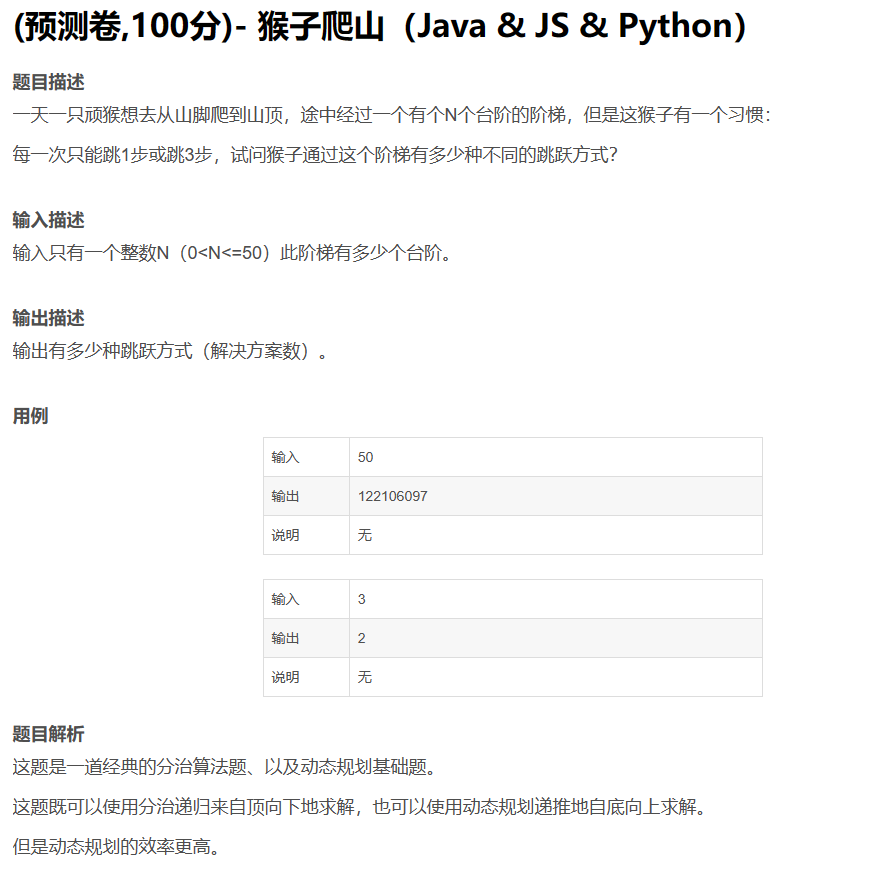 (预测卷,100分)- 猴子爬山（Java & JS & Python）
题目描述
一天一只顽猴想去从山脚爬到山顶，途中经过一个有个N个台阶的阶梯，但是这猴子有一个习惯：
每一次只能跳1步或跳3步，试问猴子通过这个阶梯有多少种不同的跳跃方式？
输入描述
输入只有一个整数N（0<N<=50）此阶梯有多少个台阶。
输出描述
输出有多少种跳跃方式（解决方案数）。
用例
输入 50
输出 122106097
说明 无
输入 3
输出 2
说明 无
题目解析
这题是一道经典的分治算法题、以及动态规划基础题。
这题既可以使用分治递归来自顶向下地求解，也可以使用动态规划递推地自底向上求解。
但是动态规划的效率更高。